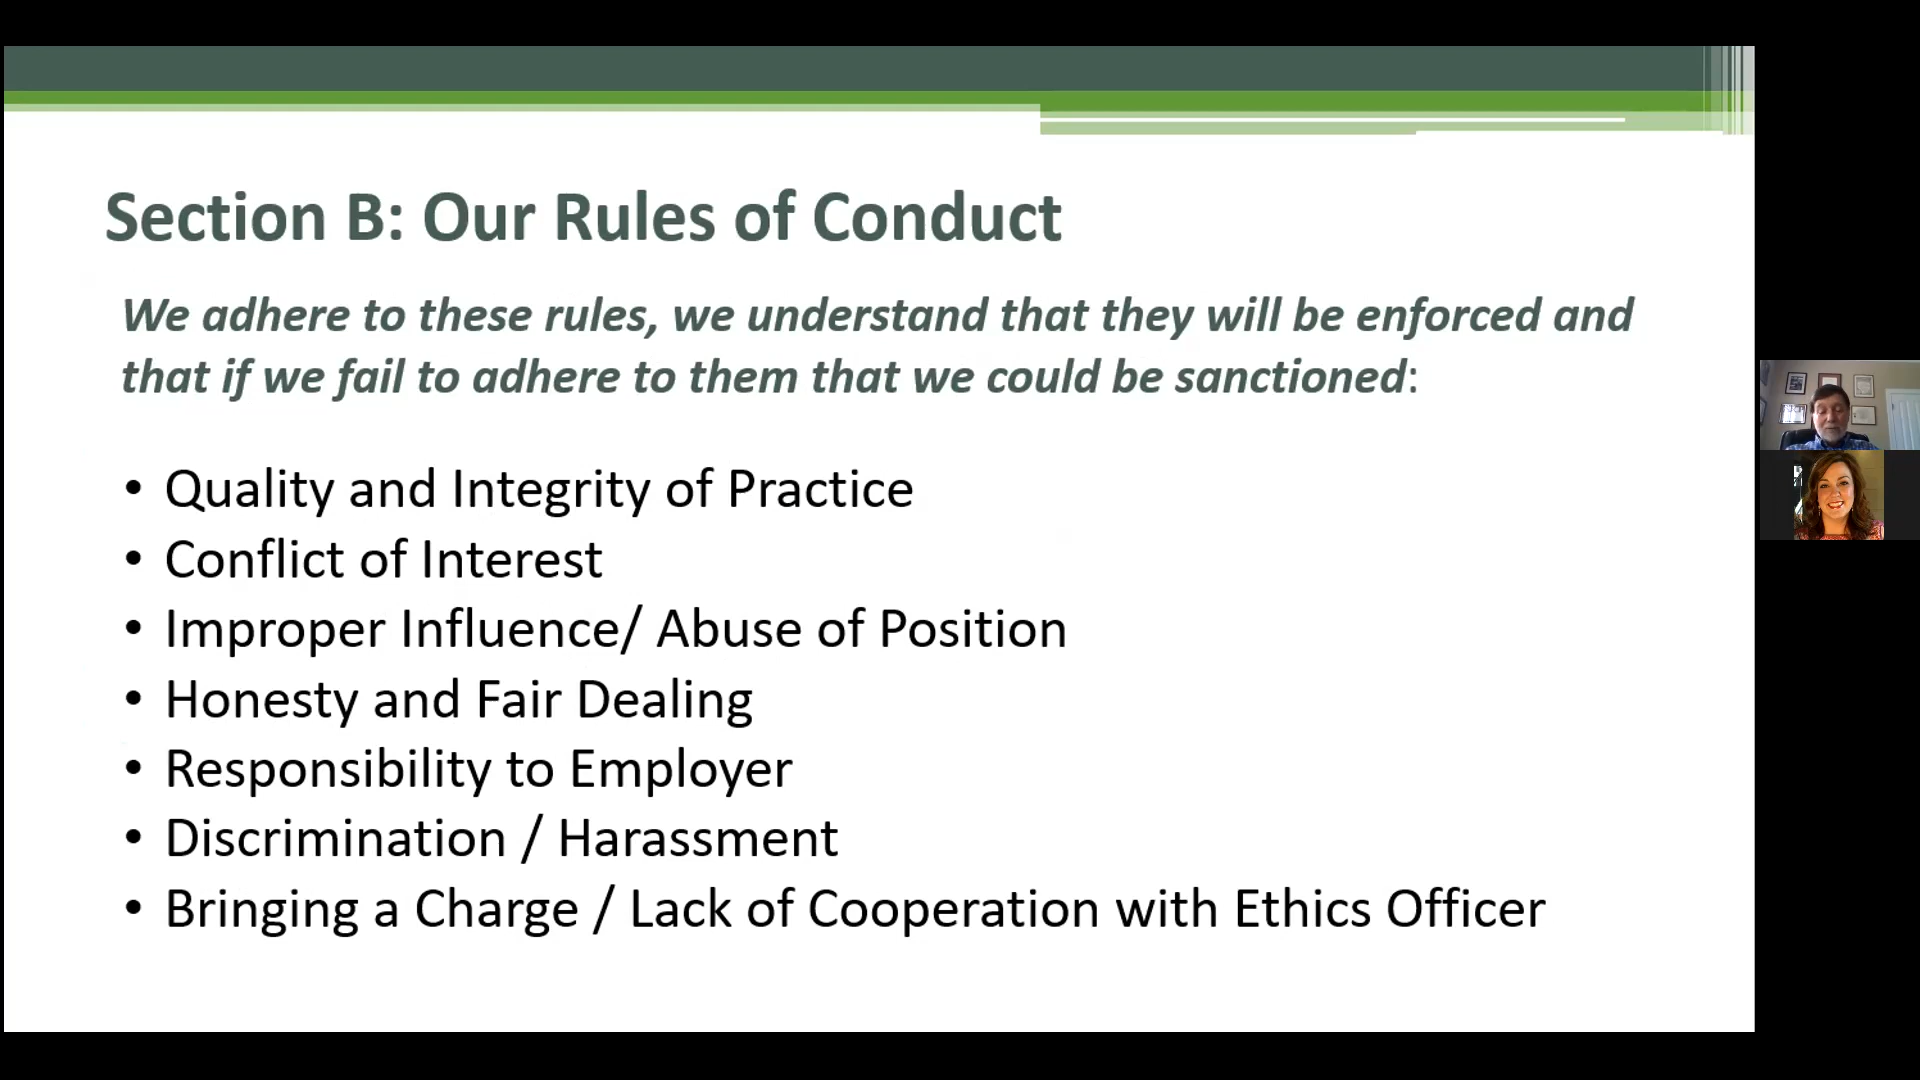 Section B: Our Rules of Conduct
We adhere to these rules, we understand that they will be enforced and
that if we fail to adhere to them that we could be sanctioned:
• Quality and Integrity of Practice
• Conflict of Interest
• Improper Influence/ Abuse of Position
• Honesty and Fair Dealing
• Responsibility to Employer
• Discrimination / Harassment
• Bringing a Charge / Lack of Cooperation with Ethics Officer